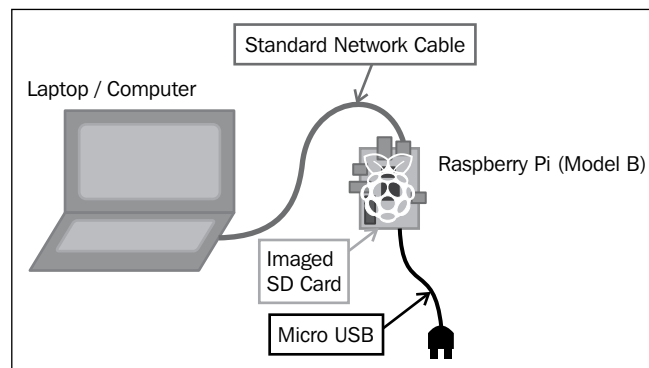 Standard Network Cable
Laptop / Computer
Raspberry Pi (Model B)
Imaged
SD Card
Micro USB